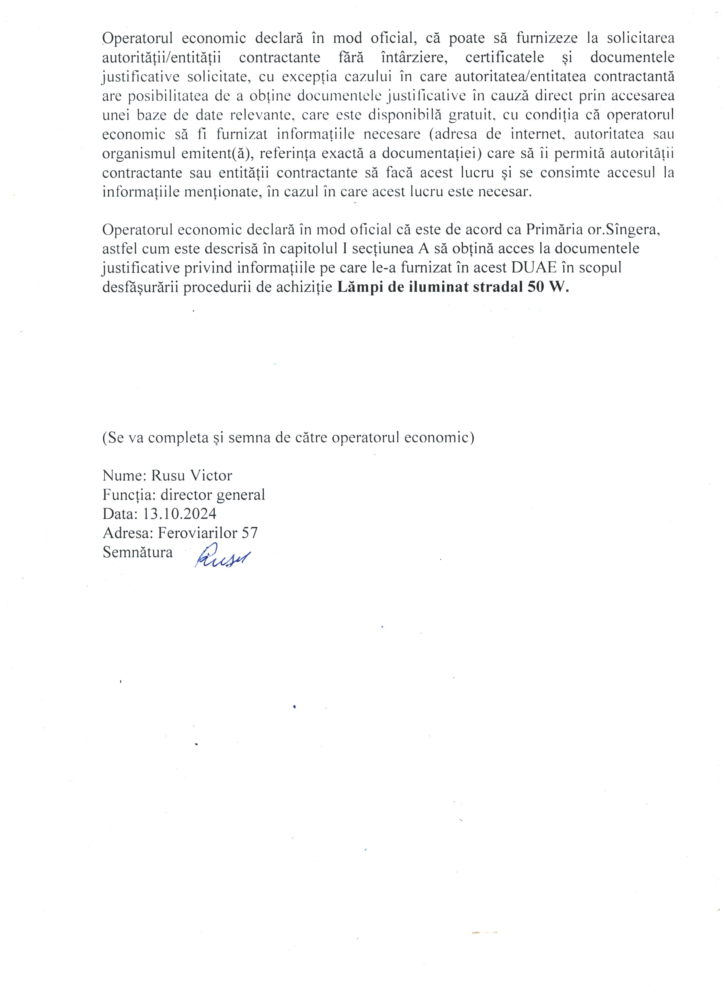 Operatorul economic declară în mod oficial, că poate să furnizeze la solicitarea
autorității/entității contractante fără întârziere, certificatele și documentele
justificative solicitate, cu excepția cazului în care autoritatea/entitatea contractantă
are posibilitatea de a obține documentele justificative în cauză direct prin accesarea
unei baze de date relevante, care este disponibilă gratuit, cu condiția că operatorul
economic să fi furnizat informațiile necesare (adresa de internet, autoritatea sau
organismul emitent(ă), referința exactă a documentației) care să îi permită autorității
contractante sau entității contractante să facă acest lucru și se consimte accesul la
informațiile menționate, în cazul în care acest lucru este necesar.
Operatorul economic declară în mod oficial că este de acord ca Primăria or.Sîngera,
astfel cum este descrisă în capitolul I secțiunea A să obțină acces la documentele
justificative privind informațiile pe care le-a furnizat în acest DUAE în scopul
desfășurării procedurii de achiziție Lămpi de iluminat stradal 50 W.
(Se va completa și semna de către operatorul economic)
Nume: Rusu Victor
Funcția: director general
Data: 13.10.2024
Adresa: Feroviarilor 57
Semnătura Rusu